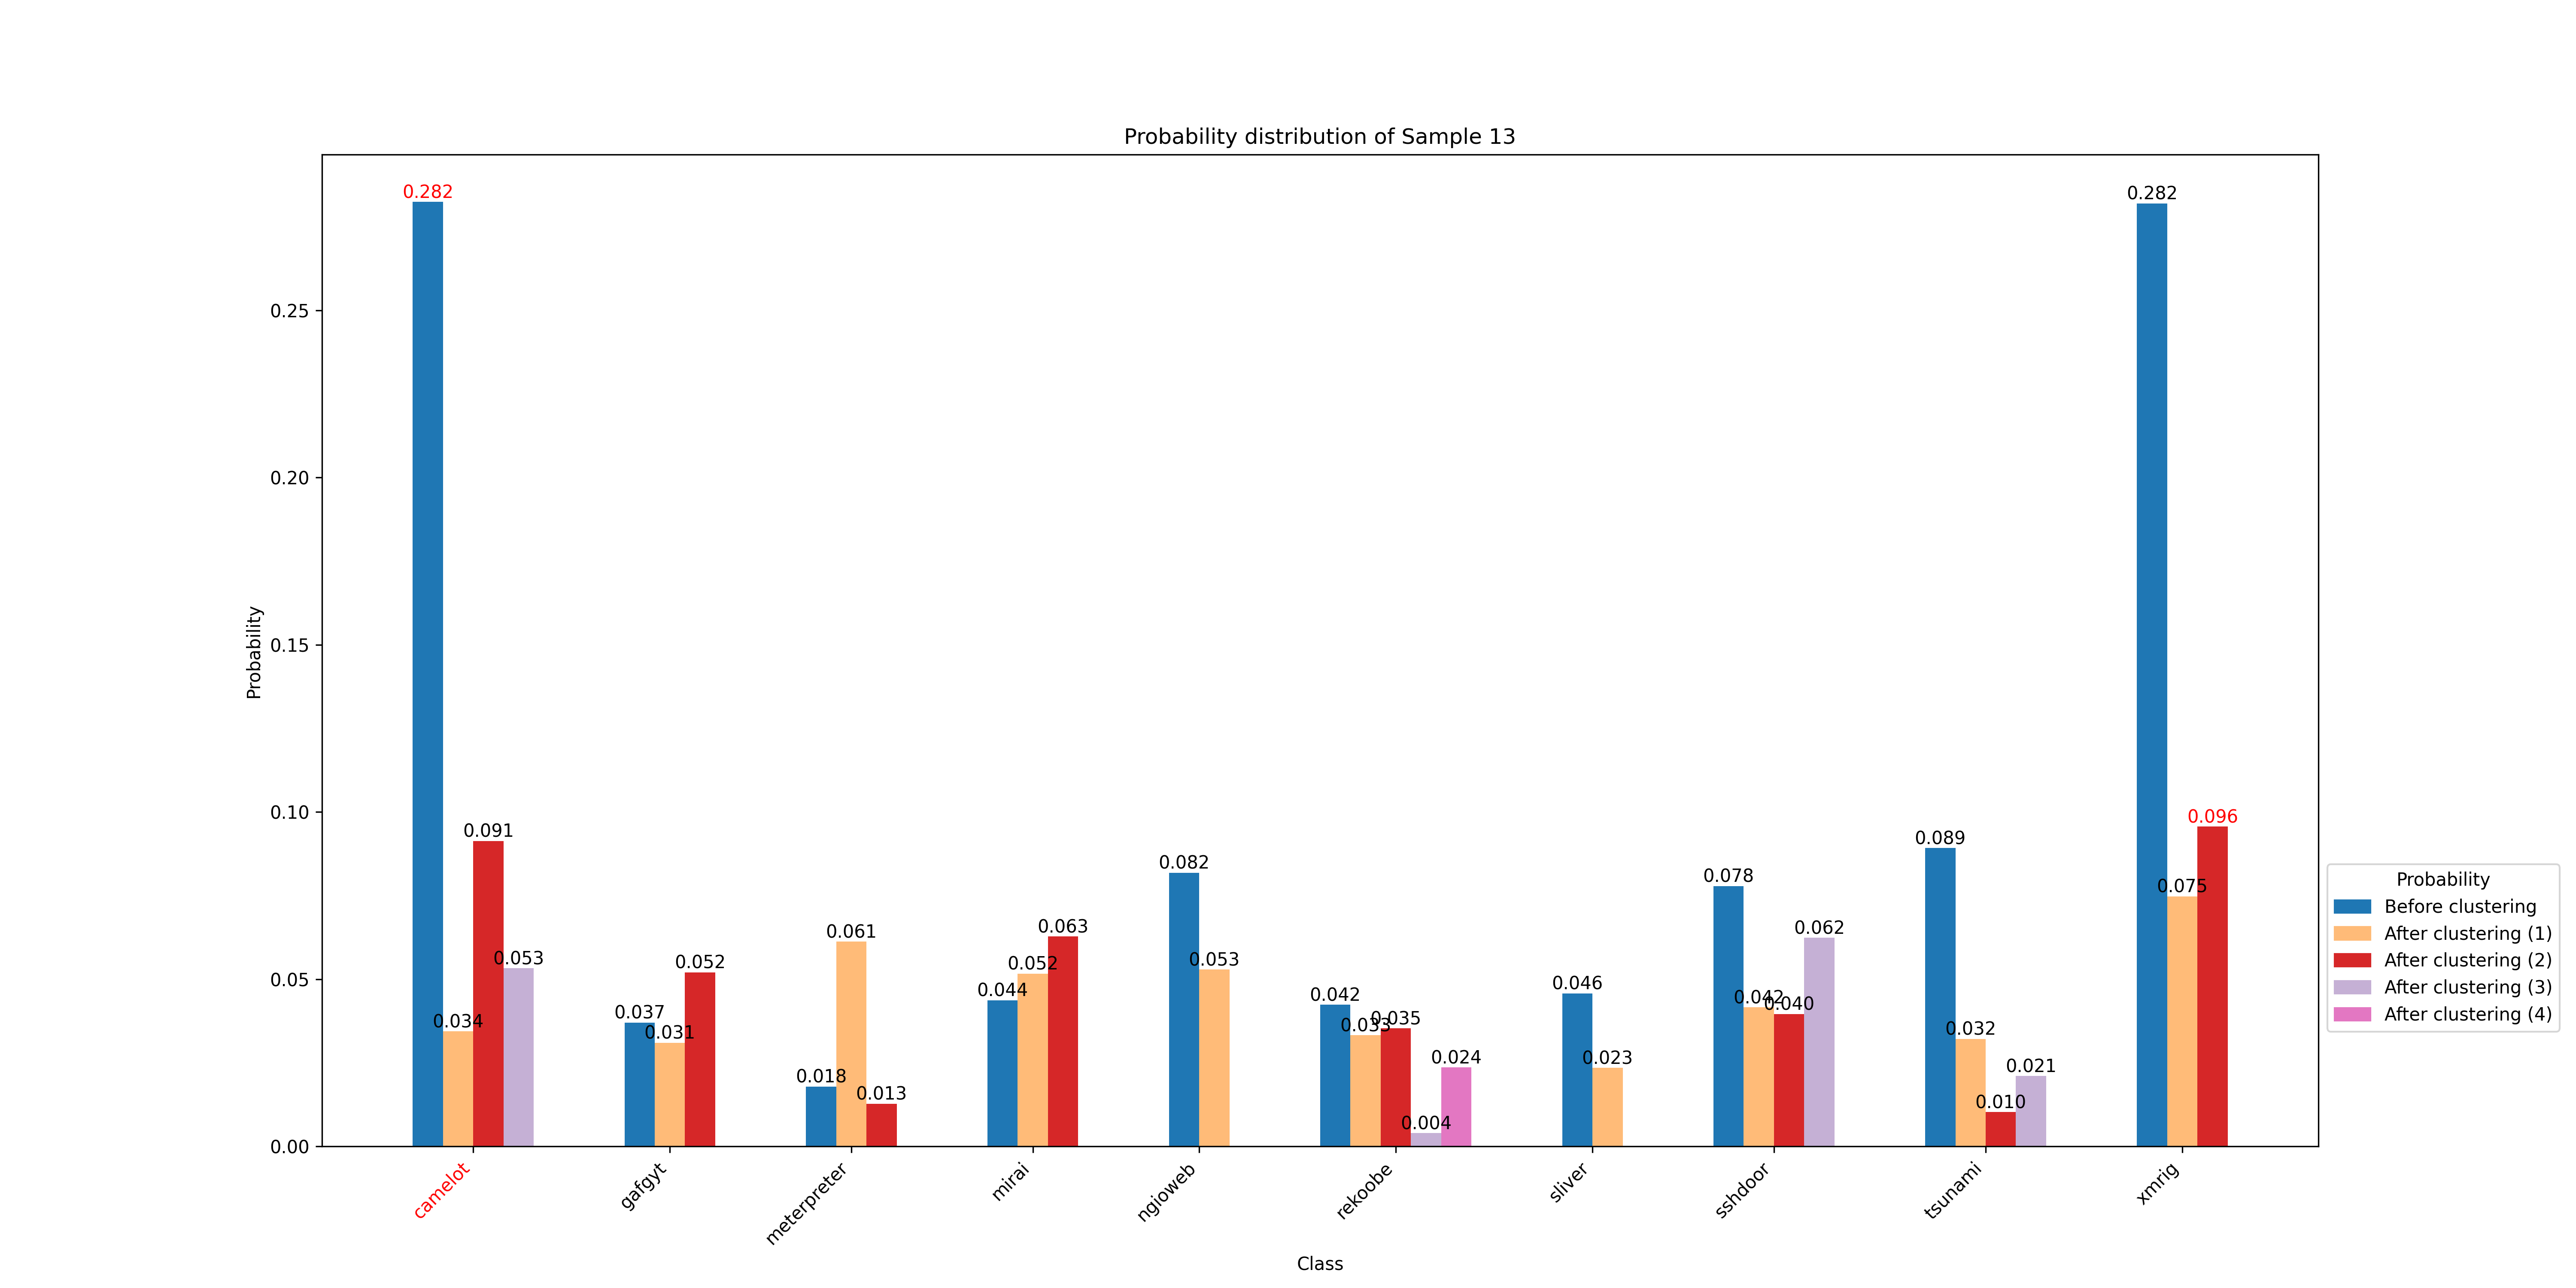 Probability distribution of Sample 13
Probability
0.25
0.20
0.15
0.10
0.05
0.00
0.282
0.034
0.091
0.053
0.037
0.031
0.052
0.018
0.061
0.013
0.044
0.052
0.063
0.082
0.053
0.042
0.033
0.035
0.004
0.024
0.046
0.023
0.078
0.042
0.040
0.062
0.089
0.032
0.010
0.021
0.282
0.075
0.096
camelot
gafgyt
meterpreter
mirai
ngioweb
rekoobe
sliver
sshdoor
tsunami
xmrig
Class
Probability
Before clustering
After clustering (1)
After clustering (2)
After clustering (3)
After clustering (4)